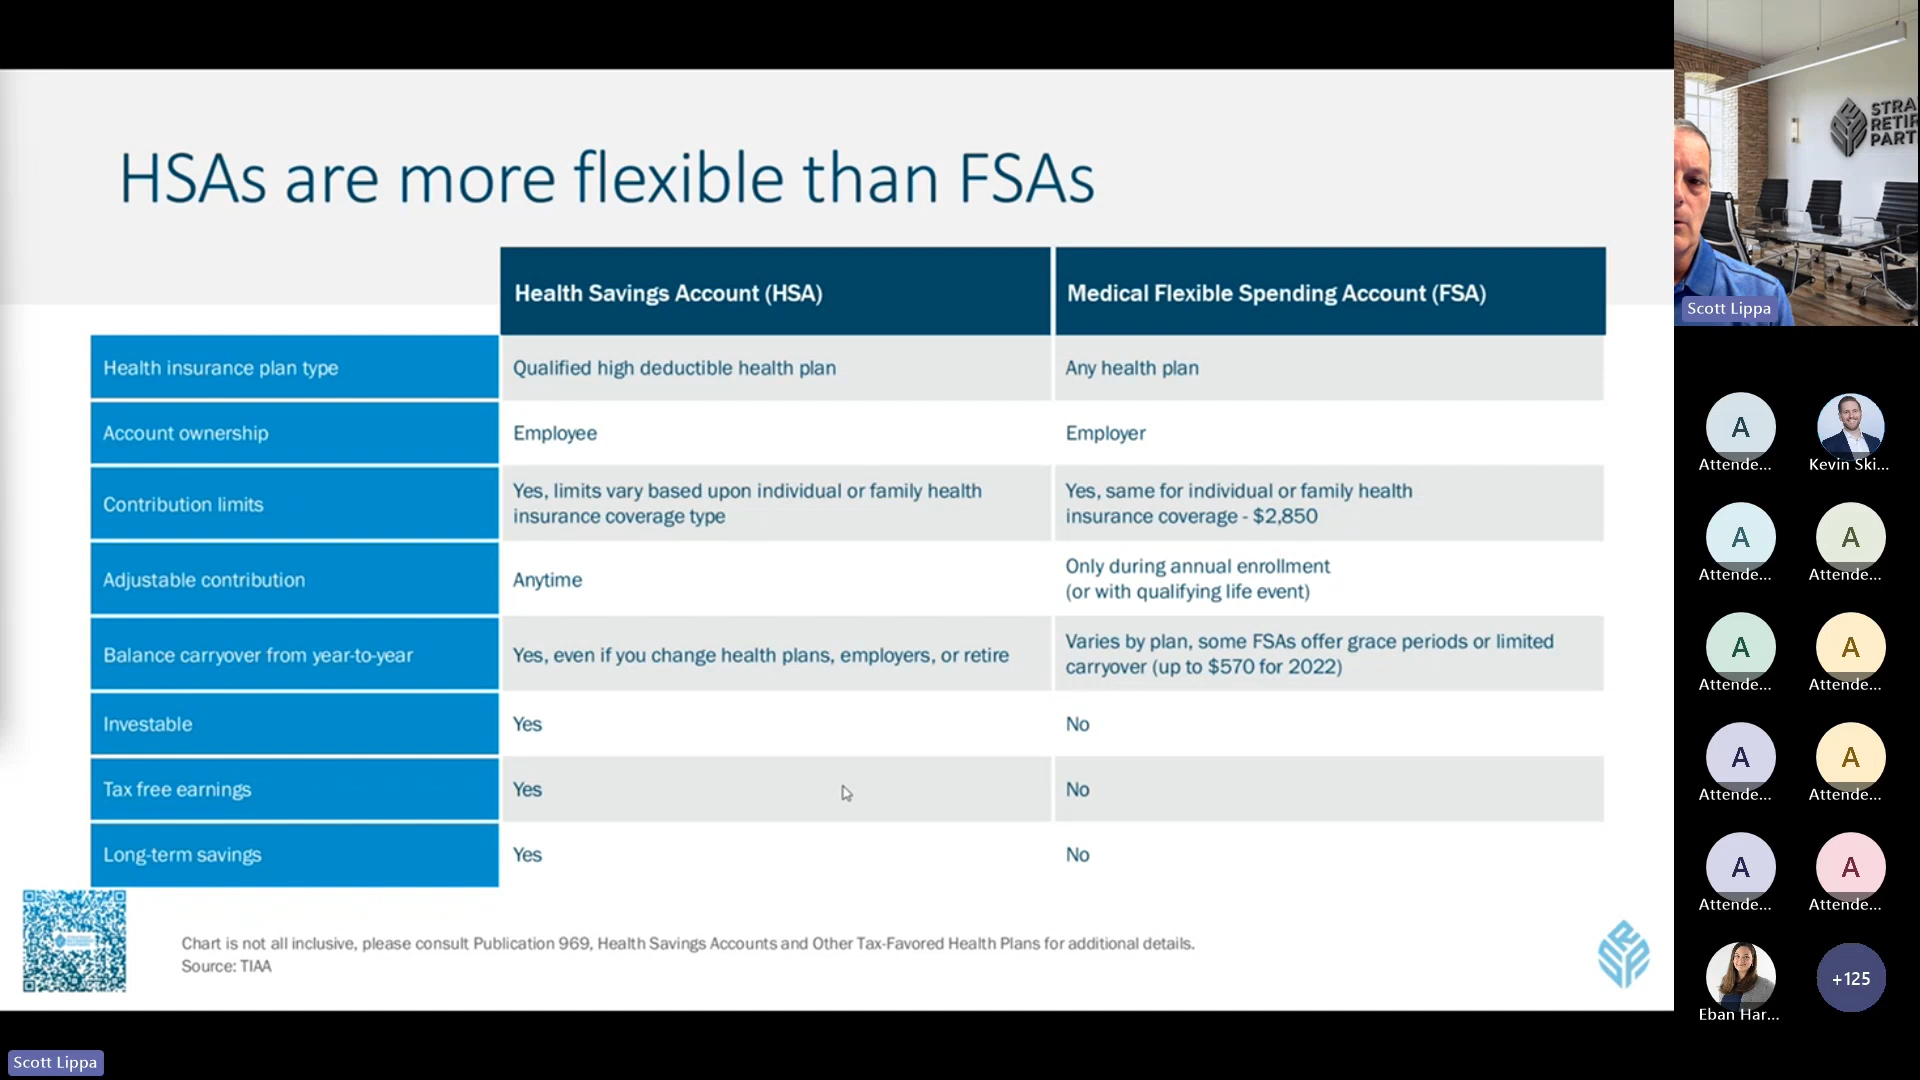 HSAs are more flexible than FSAs
Health Savings Account (HSA)
Medical Flexible Spending Account (FSA)
Health insurance plan type
Qualified high deductible health plan
Any health plan
Account ownership
Employee
Employer
Contribution limits
Yes, limits vary based upon individual or family health
insurance coverage type
Yes, same for individual or family health
insurance coverage - $2,850
Adjustable contribution
Anytime
Only during annual enrollment
(or with qualifying life event)
Balance carryover from year-to-year
Yes, even if you change health plans, employers, or retire
Varies by plan, some FSAs offer grace periods or limited
carryover (up to $570 for 2022)
Investable
Yes
No
Tax free earnings
Yes
No
Long-term savings
Yes
No
Chart is not all inclusive, please consult Publication 969, Health Savings Accounts and Other Tax-Favored Health Plans for additional details.
Source: TIAA
Scott Lippa
STRA
RETIR
PART
Scott Lippa
A
Attende...
Kevin Ski...
A
Attende...
A
Attende...
A
Attende...
A
Attende...
A
Attende...
A
Attende...
A
Attende...
A
Attende...
Eban Har...
+125